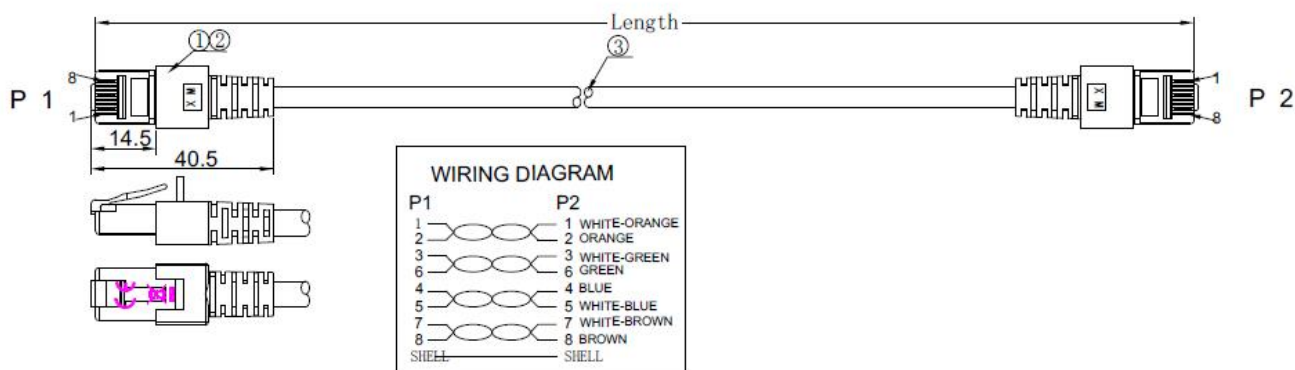 Length
①②
③
8
1
P 1
1
8
P 2
X M
X M
14.5
40.5
WIRING DIAGRAM
P1 P2
1 1 WHITE-ORANGE
2 2 ORANGE
3 3 WHITE-GREEN
6 6 GREEN
4 4 BLUE
5 5 WHITE-BLUE
7 7 WHITE-BROWN
8 8 BROWN
SHELL SHELL
CE